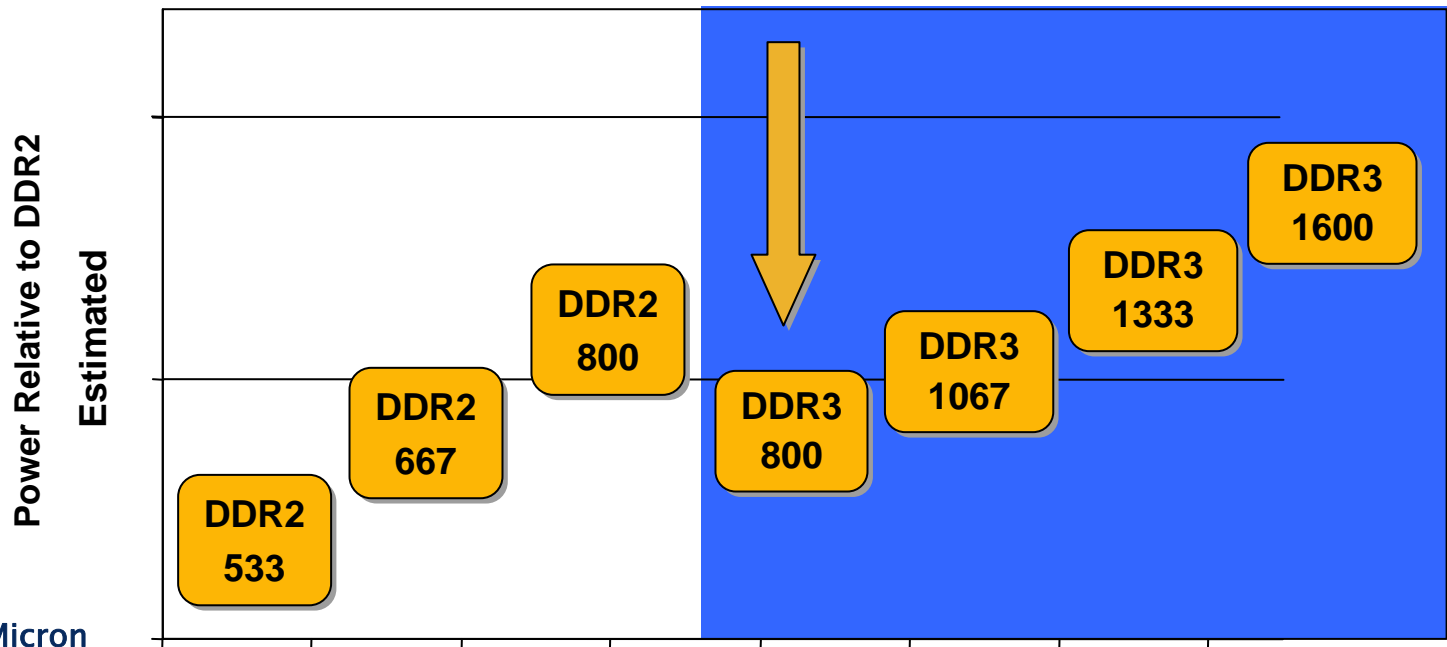 Power Relative to DDR2
Estimated
DDR2
533
DDR2
667
DDR2
800
DDR3
800
DDR3
1067
DDR3
1333
DDR3
1600
Micron